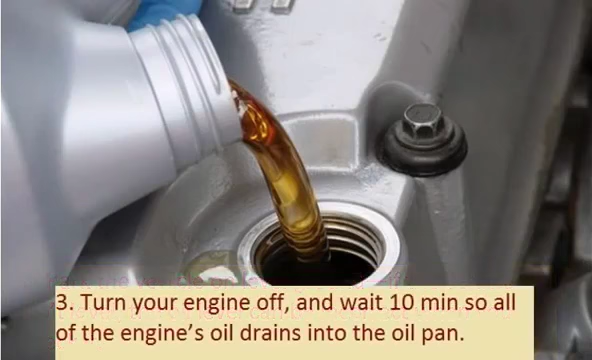 3. Turn your engine off, and wait 10 min so all
of the engine’s oil drains into the oil pan.